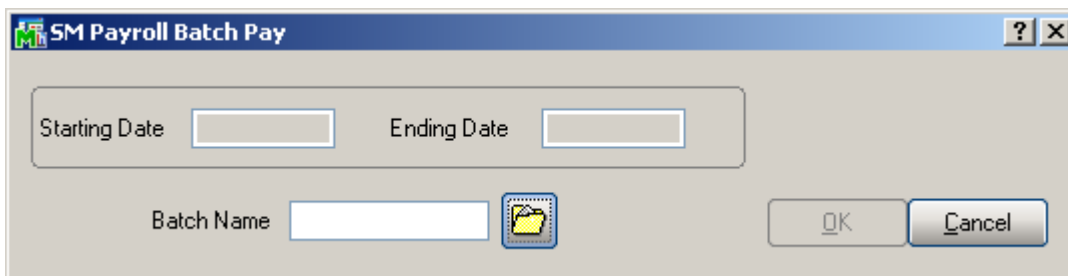 SM Payroll Batch Pay
Starting Date Ending Date
Batch Name OK Cancel